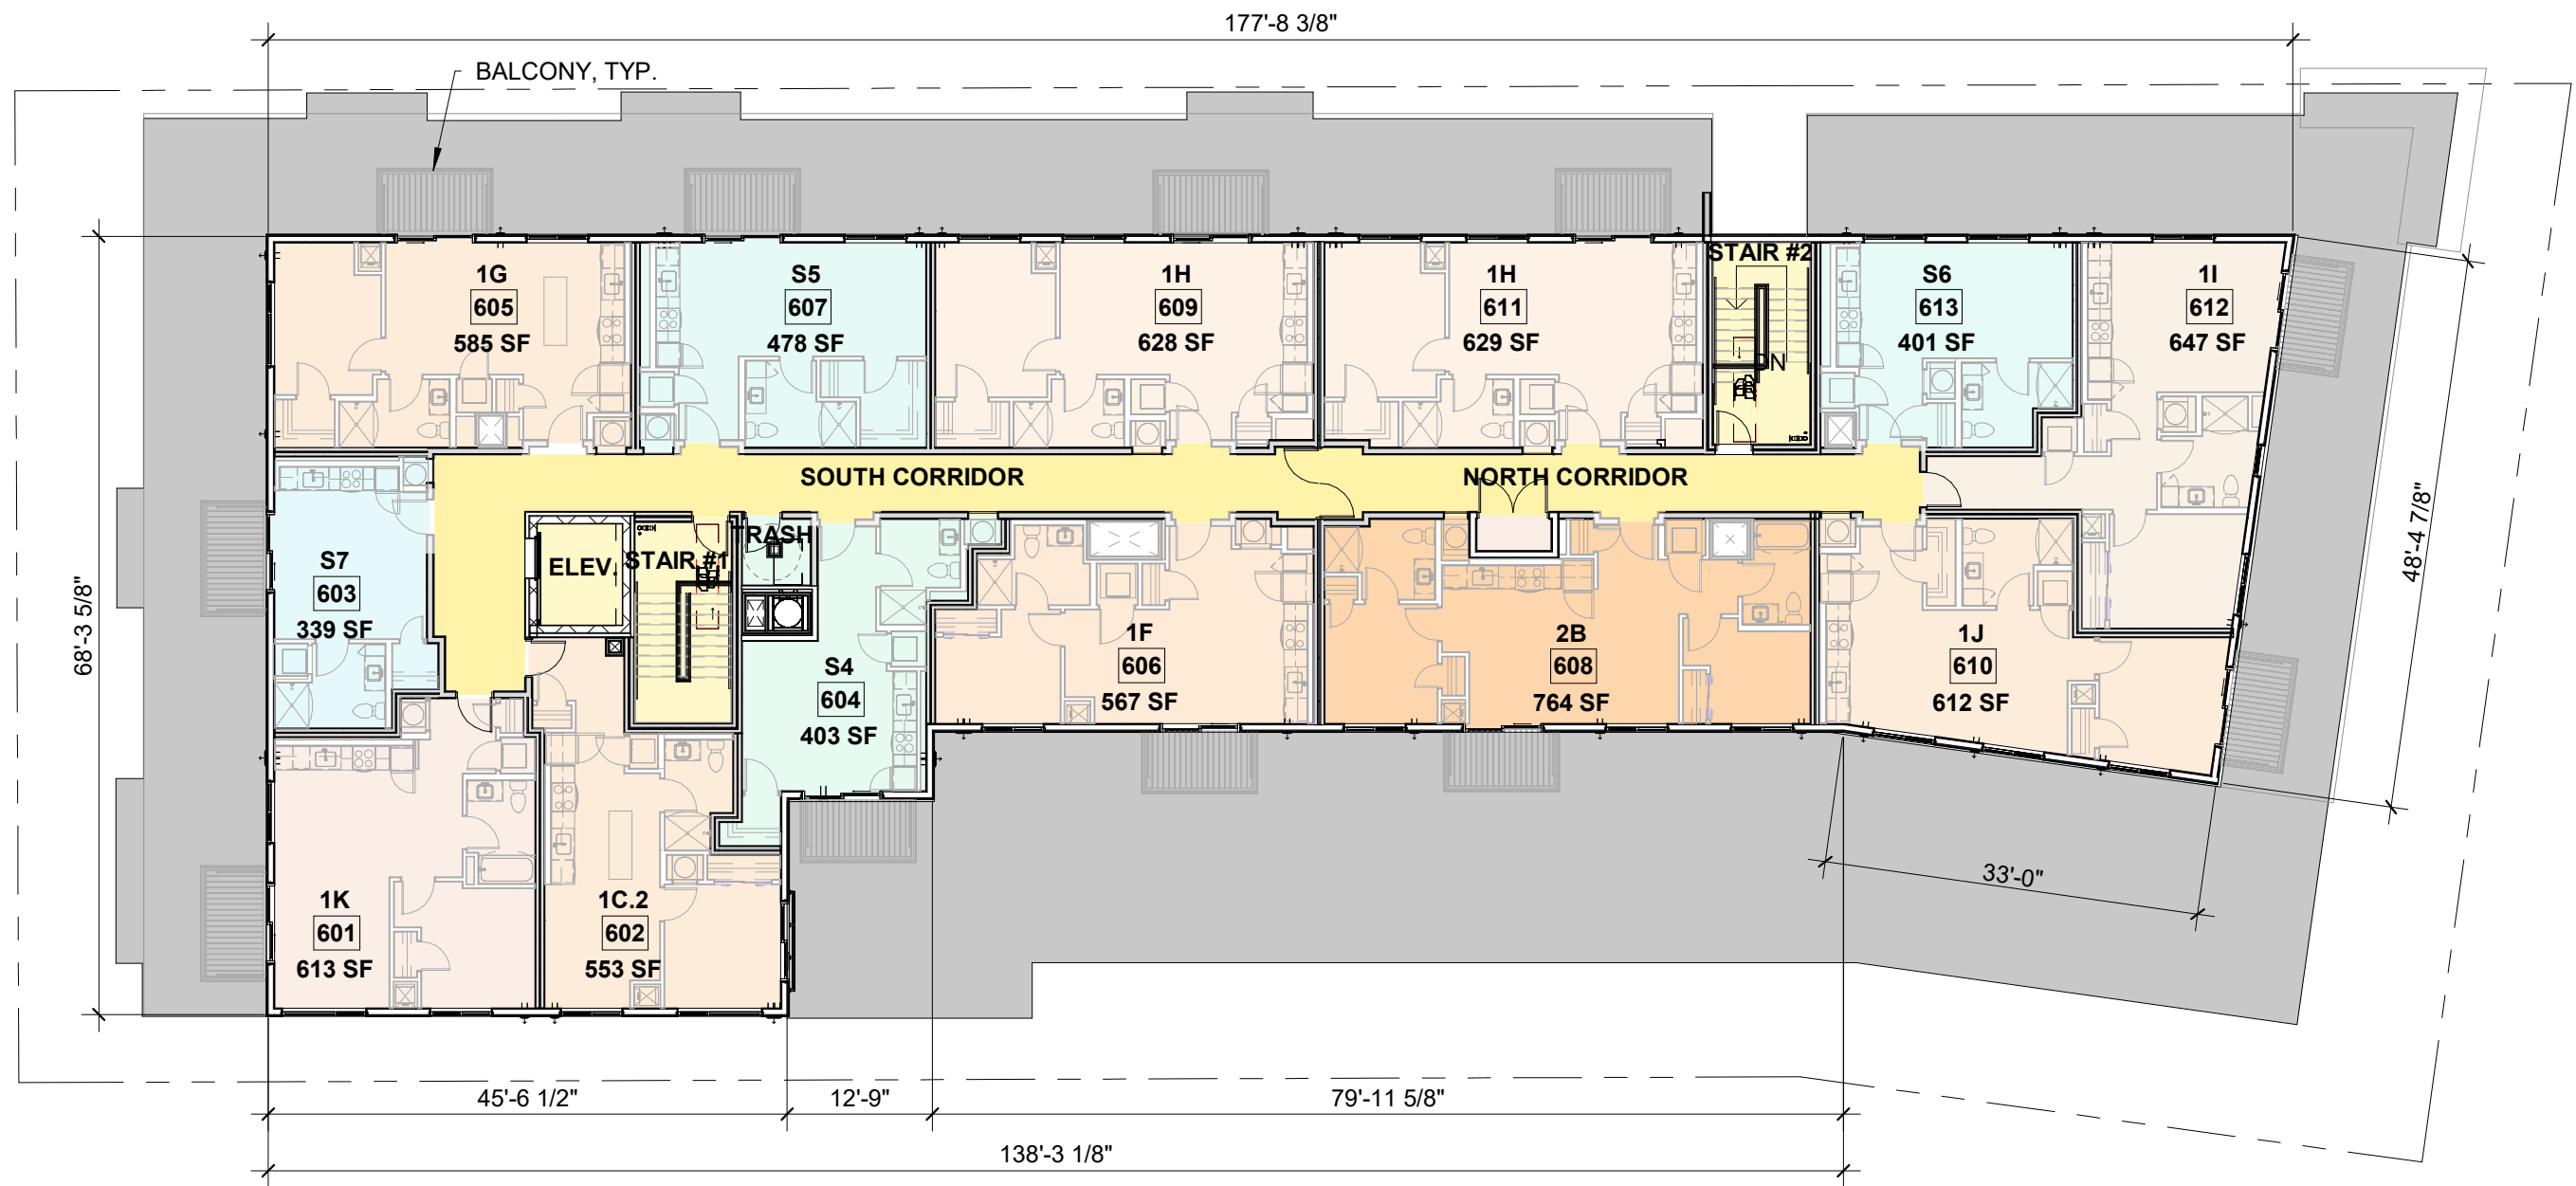 177'-8 3/8"
BALCONY, TYP.
STAIR #2
1G
605
585 SF
S5
607
478 SF
1H
609
628 SF
1H
611
629 SF
DN
S6
613
401 SF
1I
612
647 SF
SOUTH CORRIDOR
NORTH CORRIDOR
68'-3 5/8"
48'-4 7/8"
S7
603
339 SF
ELEV.
STAIR #1
TRASH
S4
604
403 SF
1F
606
567 SF
2B
608
764 SF
1J
610
612 SF
33'-0"
1K
601
613 SF
1C.2
602
553 SF
45'-6 1/2"
12'-9"
79'-11 5/8"
138'-3 1/8"